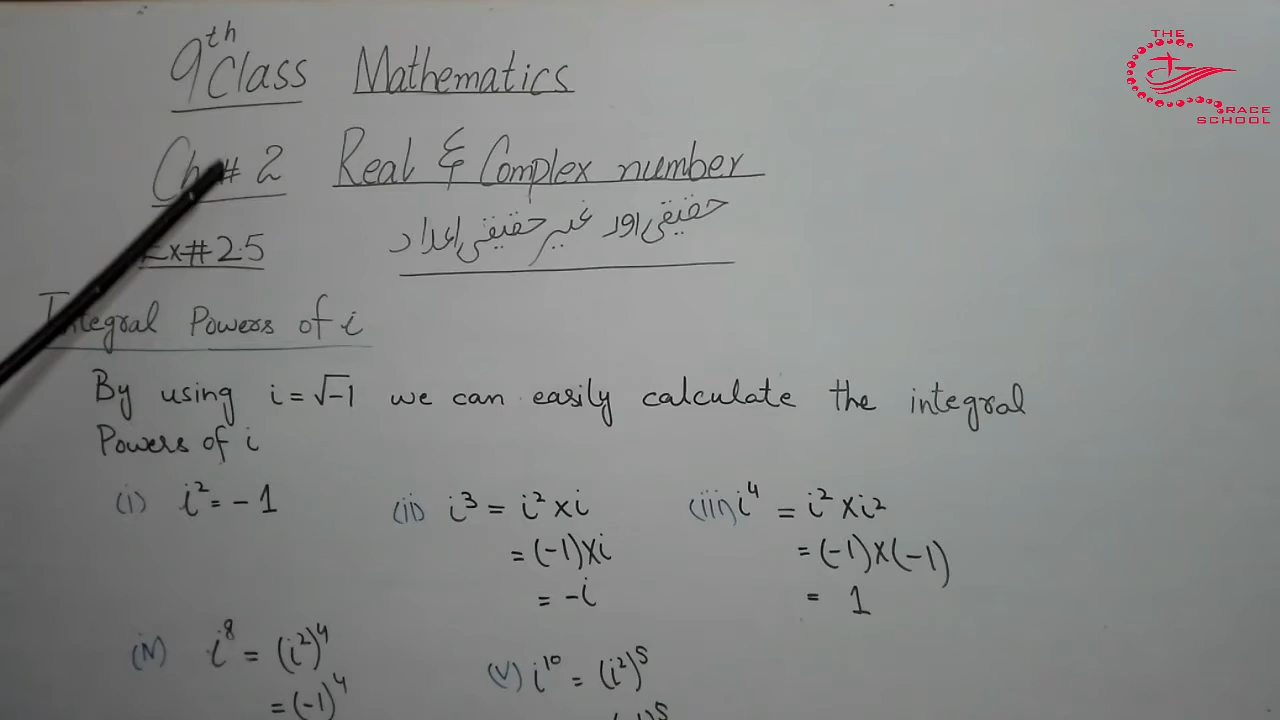 9th Class Mathematics
Ch # 2 Real & Complex number
حقیقی اور غیر حقیقی اعداد
Ex# 2.5
Integral Powers of i
By using i = √-1 we can easily calculate the integral
Powers of i
(i) i² = -1 (ii) i³ = i² × i (iii) i⁴ = i² × i²
= (-1) × i = (-1) × (-1)
= -i = 1
(iv) i⁸ = (i²)⁴ (v) i¹⁰ = (i²)⁵
= (-1)⁴
THE
GRACE
SCHOOL